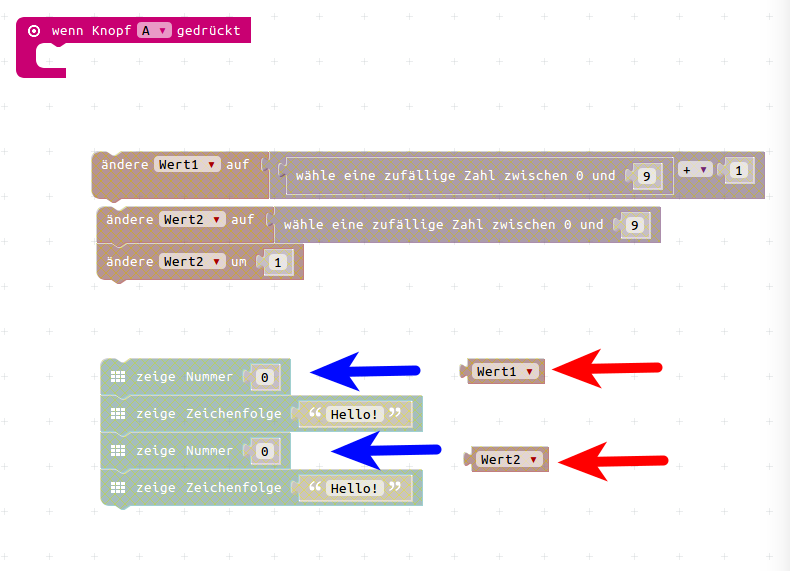 wenn Knopf A gedrückt
ändere Wert1 auf wähle eine zufällige Zahl zwischen 0 und 9 + 1
ändere Wert2 auf wähle eine zufällige Zahl zwischen 0 und 9
ändere Wert2 um 1
zeige Nummer 0
Wert1
zeige Zeichenfolge “ Hello! ”
zeige Nummer 0
Wert2
zeige Zeichenfolge “ Hello! ”